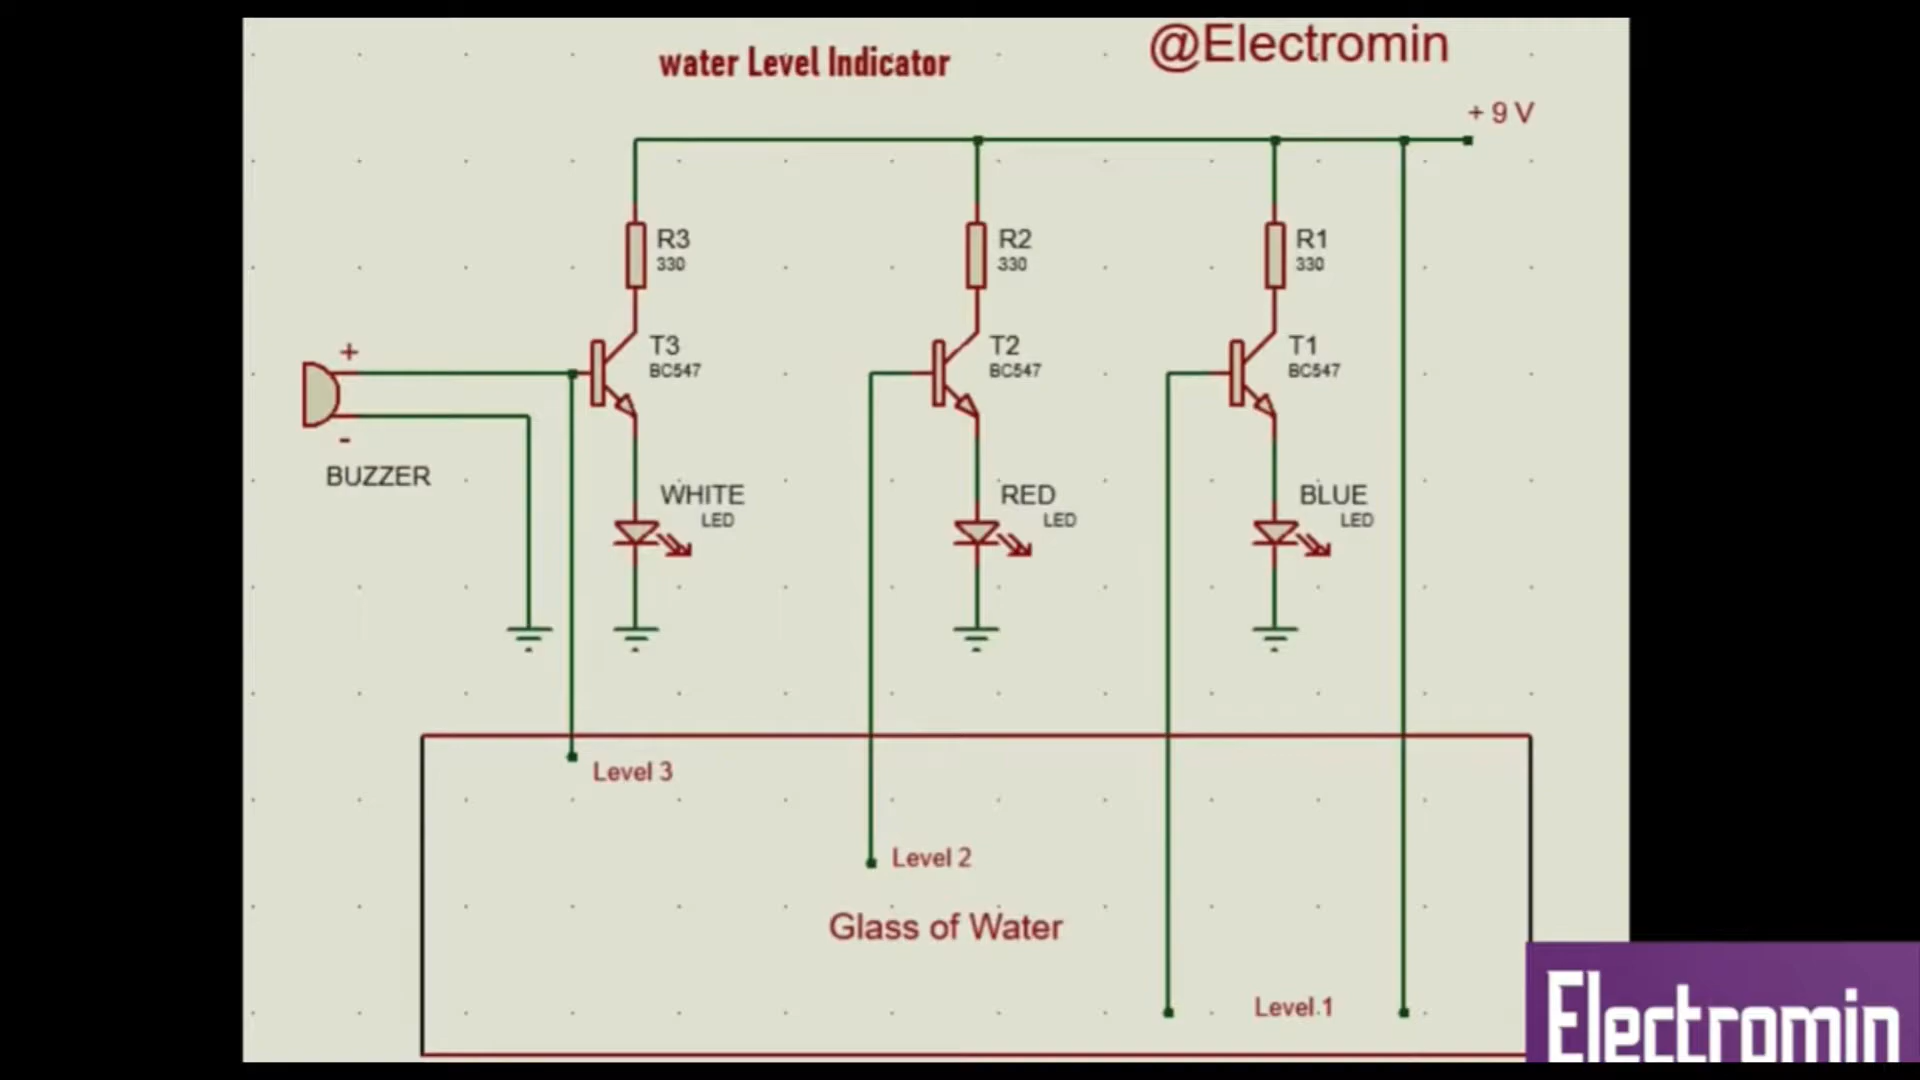 water Level Indicator
@Electromin
+ 9 V
R3
330
R2
330
R1
330
T3
BC547
T2
BC547
T1
BC547
+
-
BUZZER
WHITE
LED
RED
LED
BLUE
LED
Level 3
Level 2
Glass of Water
Level 1
Electromin